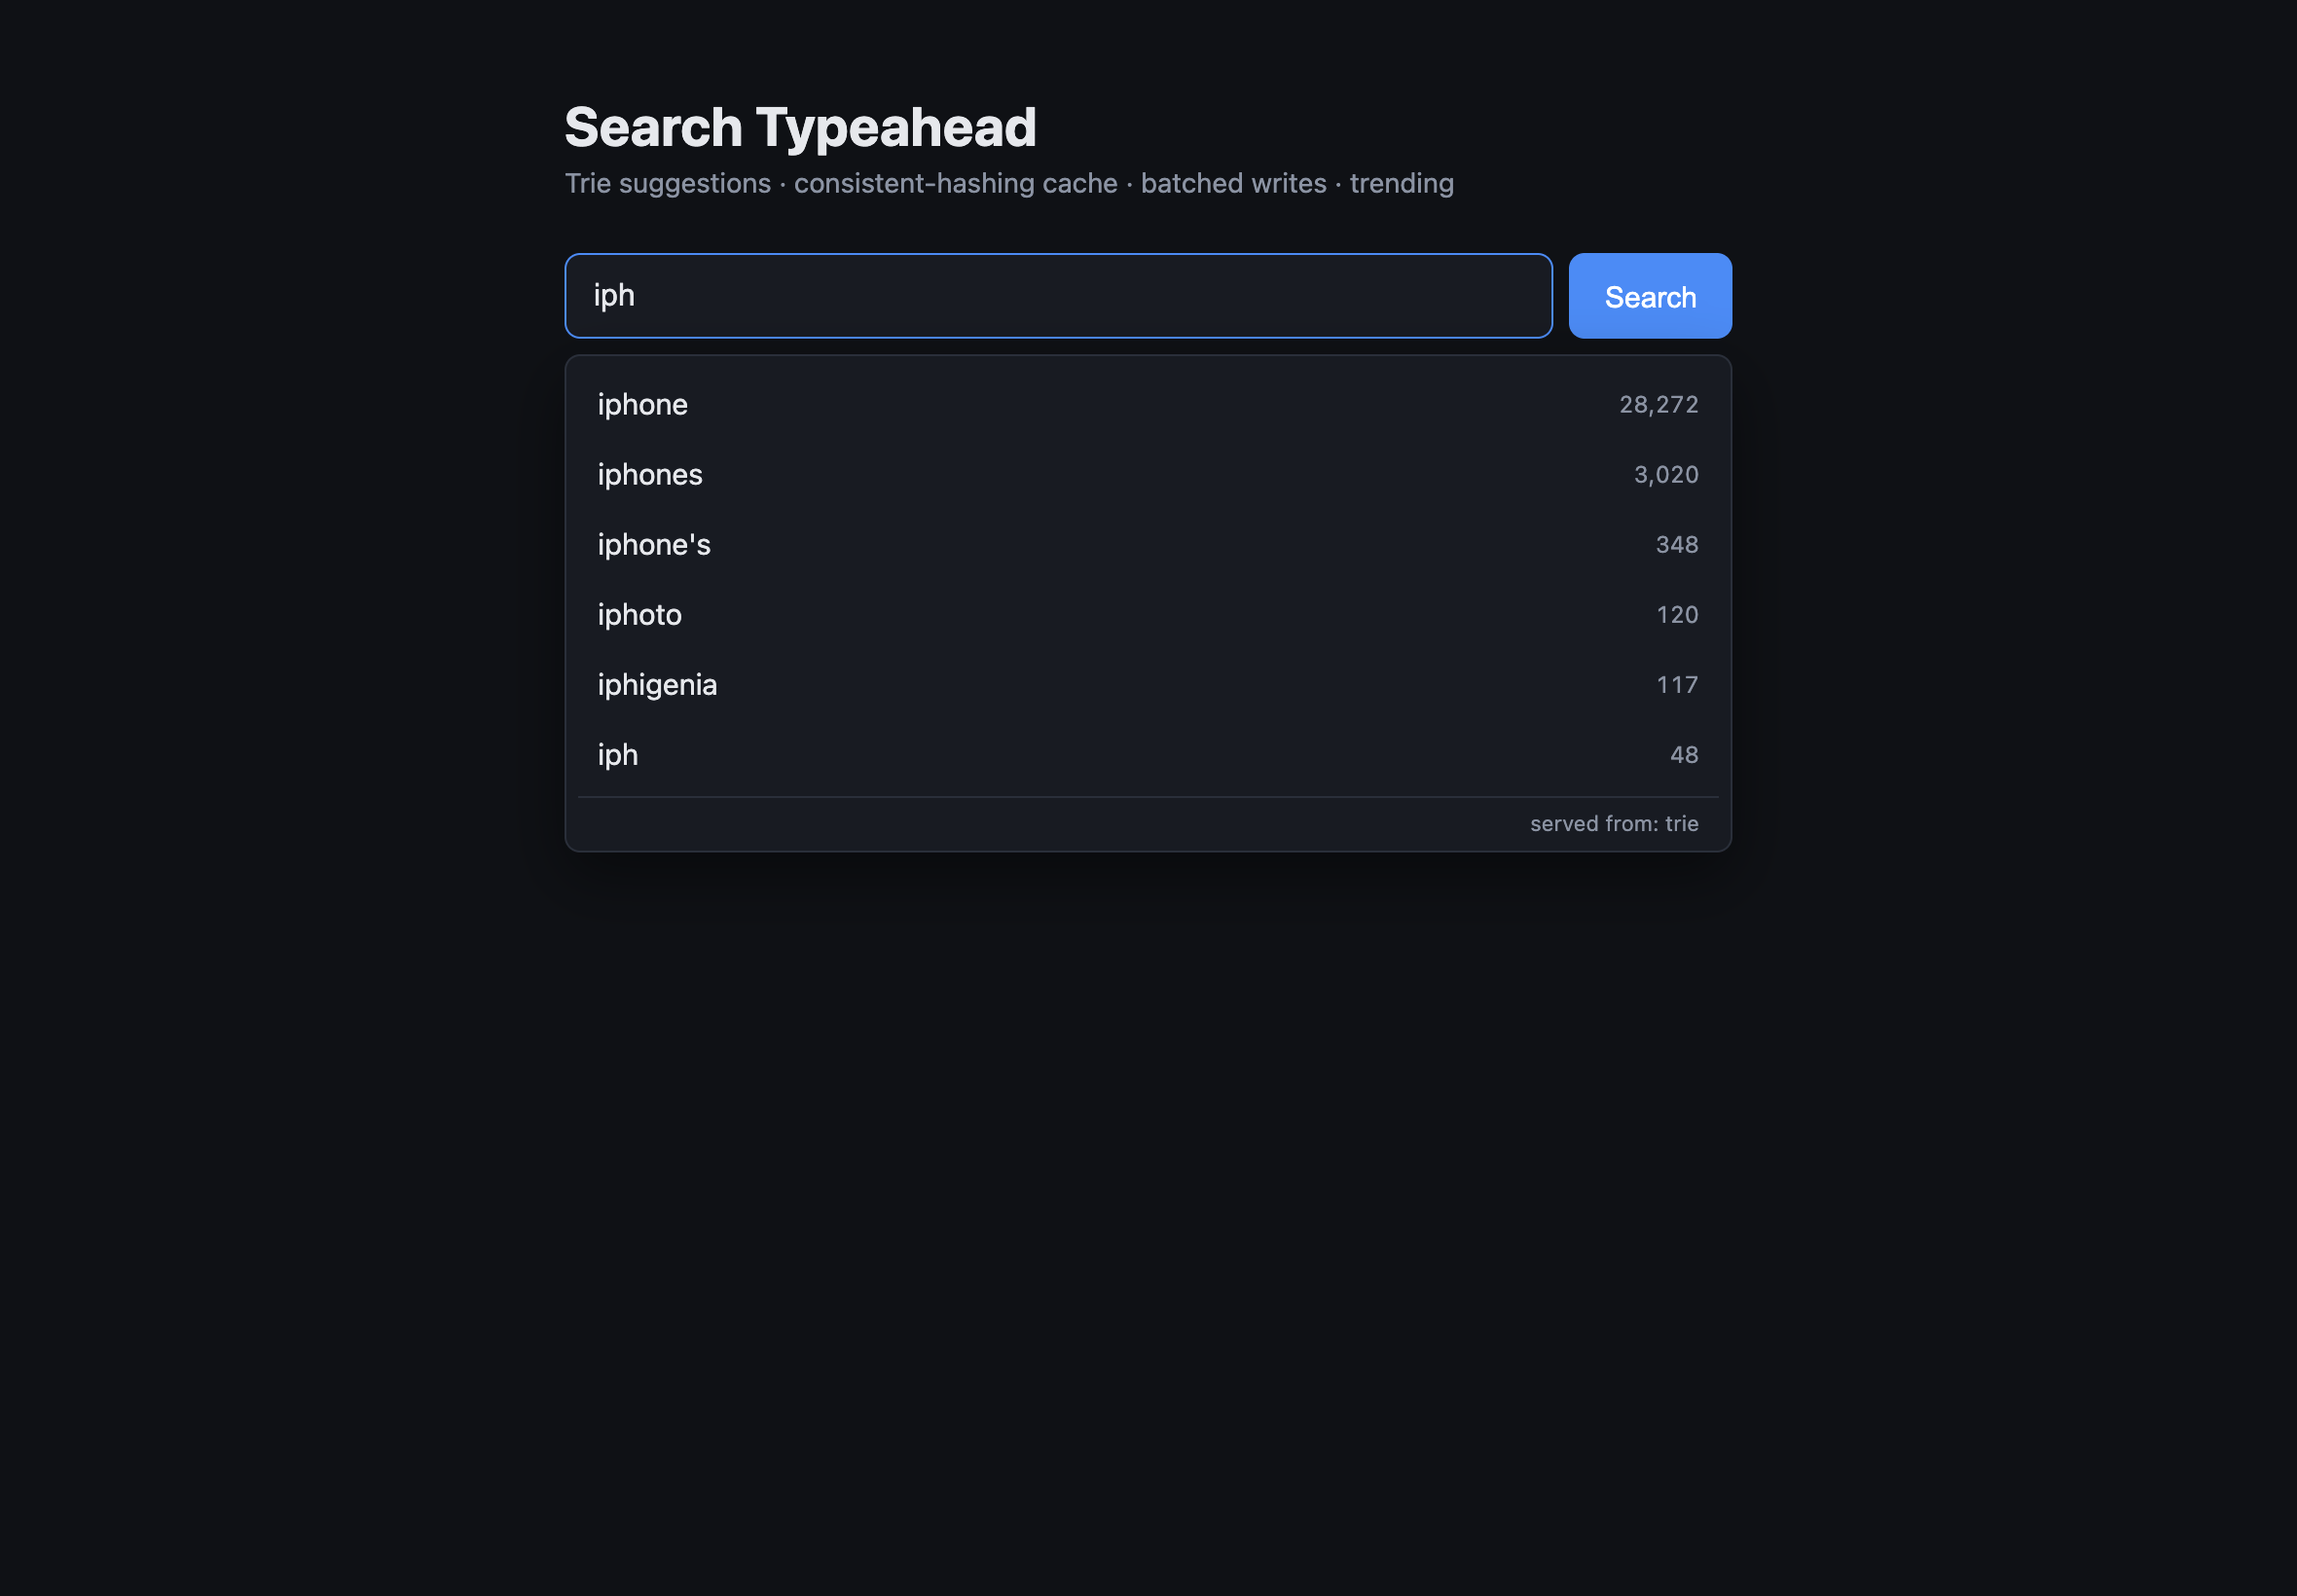 Search Typeahead
Trie suggestions · consistent-hashing cache · batched writes · trending
iph
Search
iphone 28,272
iphones 3,020
iphone's 348
iphoto 120
iphigenia 117
iph 48
served from: trie